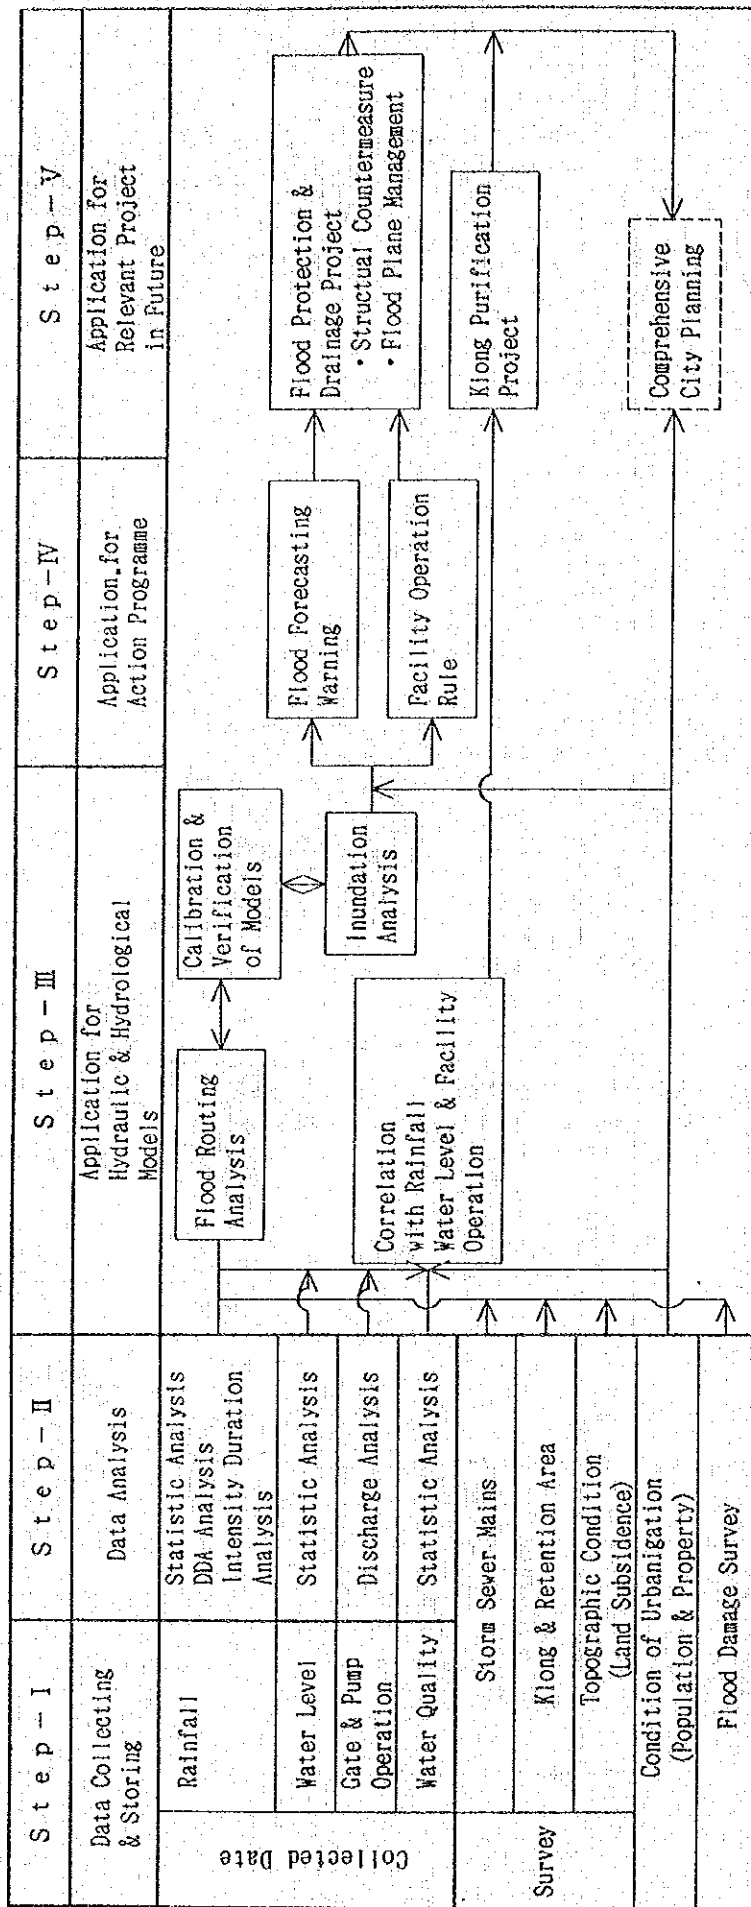 Step-I
Step-II
Step-III
Step-IV
Step-V
Data Collecting
& Storing
Data Analysis
Application for
Hydraulic & Hydrological
Models
Application for
Action Programme
Application for
Relevant Project
in Future
Collected Date
Rainfall
Statistic Analysis
DDA Analysis
Intensity Duration
Analysis
Water Level
Statistic Analysis
Gate & Pump
Operation
Discharge Analysis
Water Quality
Statistic Analysis
Survey
Storm Sewer Mains
Klong & Retention Area
Topographic Condition
(Land Subsidence)
Condition of Urbanigation
(Population & Property)
Flood Damage Survey
Flood Routing
Analysis
Calibration &
Verification
of Models
Inundation
Analysis
Correlation
with Rainfall
Water Level & Facility
Operation
Flood Forecasting
Warning
Facility Operation
Rule
Flood Protection &
Drainage Project
・Structual Countermeasure
・Flood Plane Management
Klong Purification
Project
Comprehensive
City Planning